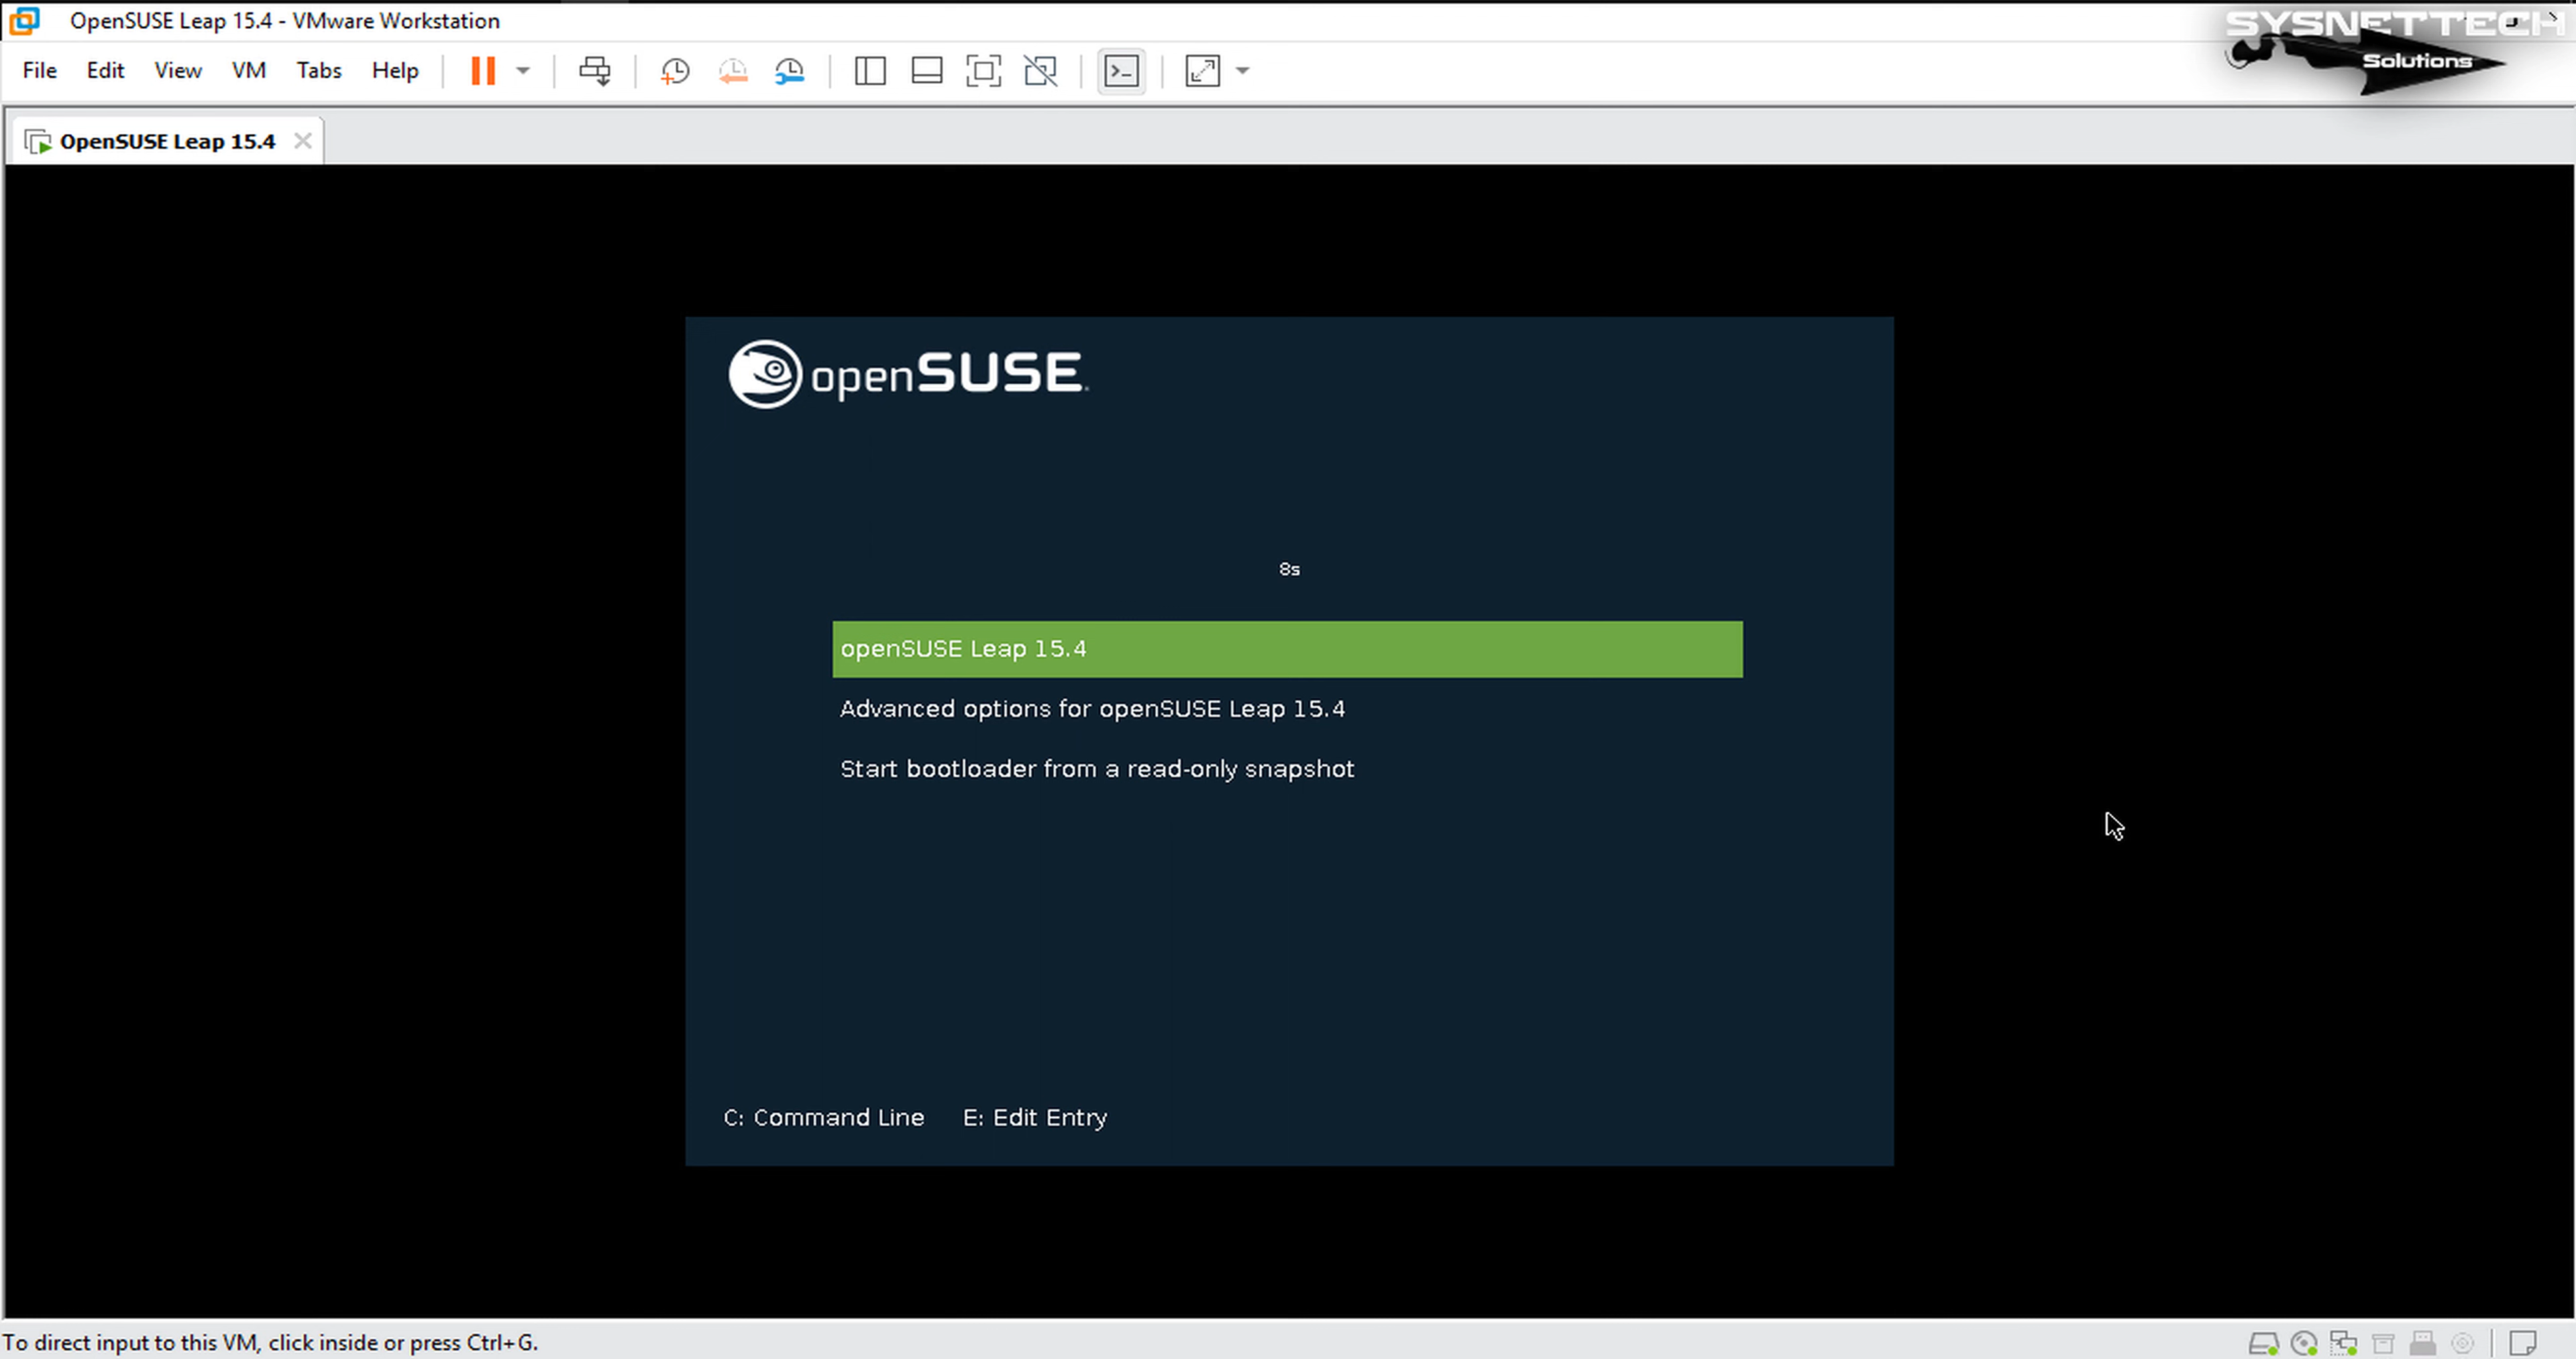 OpenSUSE Leap 15.4 - VMware Workstation
SYSNETTECH
Solutions
File Edit View VM Tabs Help
OpenSUSE Leap 15.4
openSUSE.
8s
openSUSE Leap 15.4
Advanced options for openSUSE Leap 15.4
Start bootloader from a read-only snapshot
C: Command Line E: Edit Entry
To direct input to this VM, click inside or press Ctrl+G.